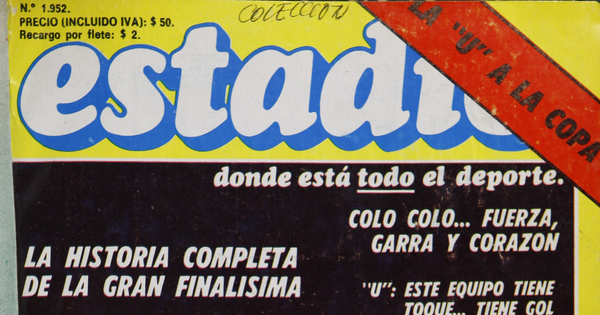 N.º 1.952.
PRECIO (INCLUIDO IVA): $ 50.
Recargo por flete: $ 2.
COLECCION
LA "U" A LA COPA
estadio
donde está todo el deporte.
COLO COLO... FUERZA,
GARRA Y CORAZON
LA HISTORIA COMPLETA
DE LA GRAN FINALISIMA
"U": ESTE EQUIPO TIENE
TOQUE... TIENE GOL